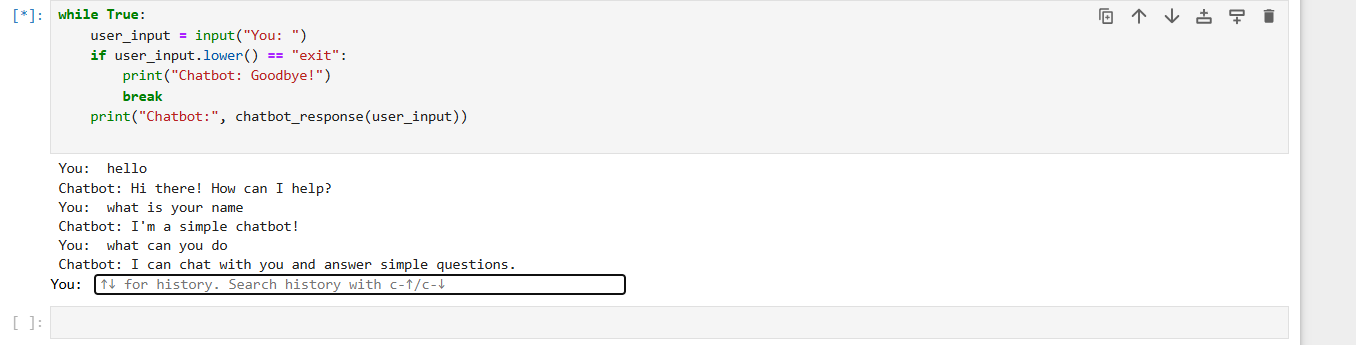 [*]: while True:
    user_input = input("You: ")
    if user_input.lower() == "exit":
        print("Chatbot: Goodbye!")
        break
    print("Chatbot:", chatbot_response(user_input))
You:  hello
Chatbot: Hi there! How can I help?
You:  what is your name
Chatbot: I'm a simple chatbot!
You:  what can you do
Chatbot: I can chat with you and answer simple questions.
You: ↑↓ for history. Search history with c-↑/c-↓
[ ]: